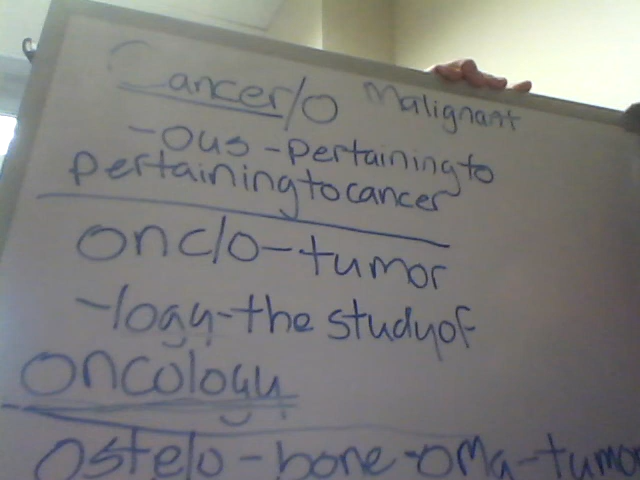 Cancer/o Malignant
-ous-pertaining to
pertaining to cancer
onc/o-tumor
-logy-the study of
oncology
oste/o-bone-oma-tumor